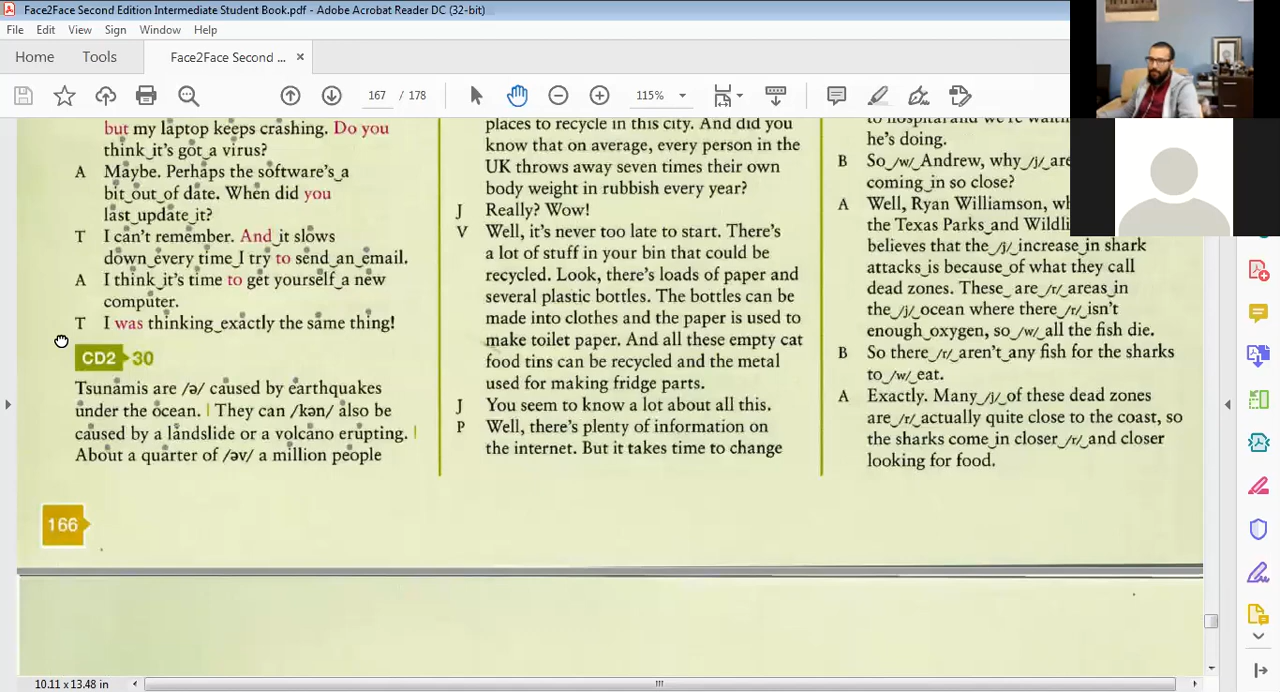 Face2Face Second Edition Intermediate Student Book.pdf - Adobe Acrobat Reader DC (32-bit)
File Edit View Sign Window Help
Home Tools Face2Face Second ... ×
167 / 178 115%
but my laptop keeps crashing. Do you
think it's got a virus?
A Maybe. Perhaps the software's a
bit out of date. When did you
last update it?
T I can't remember. And it slows
down every time I try to send an email.
A I think it's time to get yourself a new
computer.
T I was thinking exactly the same thing!
CD2 30
Tsunamis are /ə/ caused by earthquakes
under the ocean. | They can /kən/ also be
caused by a landslide or a volcano erupting. |
About a quarter of /əv/ a million people
166
places to recycle in this city. And did you
know that on average, every person in the
UK throws away seven times their own
body weight in rubbish every year?
J Really? Wow!
V Well, it's never too late to start. There's
a lot of stuff in your bin that could be
recycled. Look, there's loads of paper and
several plastic bottles. The bottles can be
made into clothes and the paper is used to
make toilet paper. And all these empty cat
food tins can be recycled and the metal
used for making fridge parts.
J You seem to know a lot about all this.
P Well, there's plenty of information on
the internet. But it takes time to change
to hospital and we're
he's doing.
B So /w/ Andrew, why /j/ are
coming in so close?
A Well, Ryan Williamson,
the Texas Parks and
believes that the /j/ increase in shark
attacks is because of what they call
dead zones. These are /r/ areas in
the /j/ ocean where there /r/ isn't
enough oxygen, so /w/ all the fish die.
B So there /r/ aren't any fish for the sharks
to /w/ eat.
A Exactly. Many /j/ of these dead zones
are /r/ actually quite close to the coast, so
the sharks come in closer /r/ and closer
looking for food.
10.11 x 13.48 in